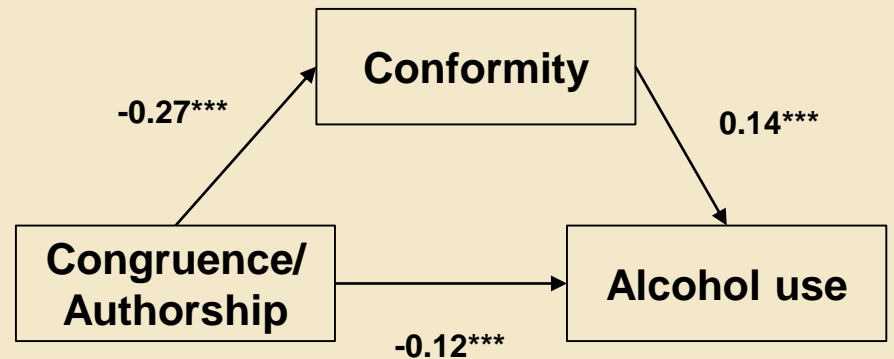 Conformity
-0.27***
0.14***
Congruence/
Authorship
Alcohol use
-0.12***